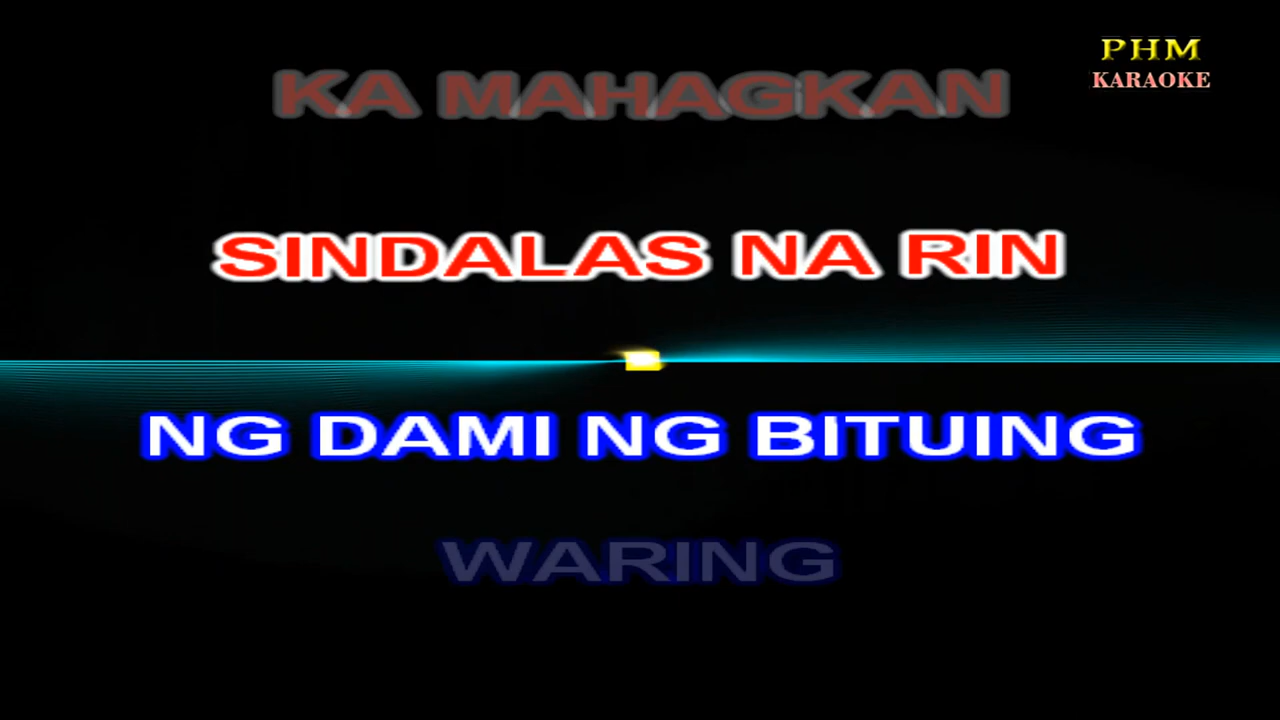 PHM
KARAOKE
KA MAHAGKAN
SINDALAS NA RIN
NG DAMI NG BITUING
WARING